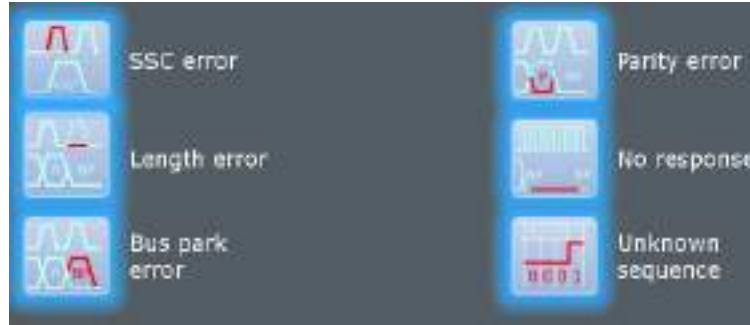 SSC error
Parity error
Length error
No response
Bus park
error
Unknown
sequence